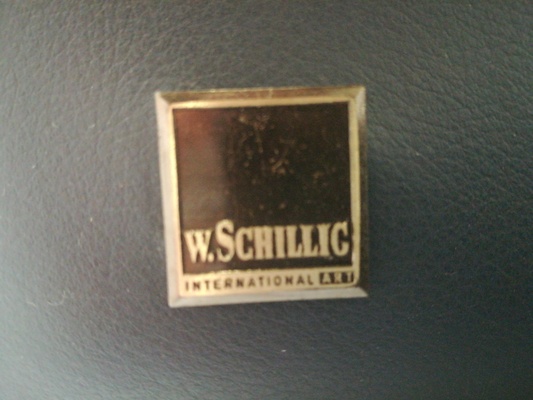 W. SCHILLIG
INTERNATIONAL ART